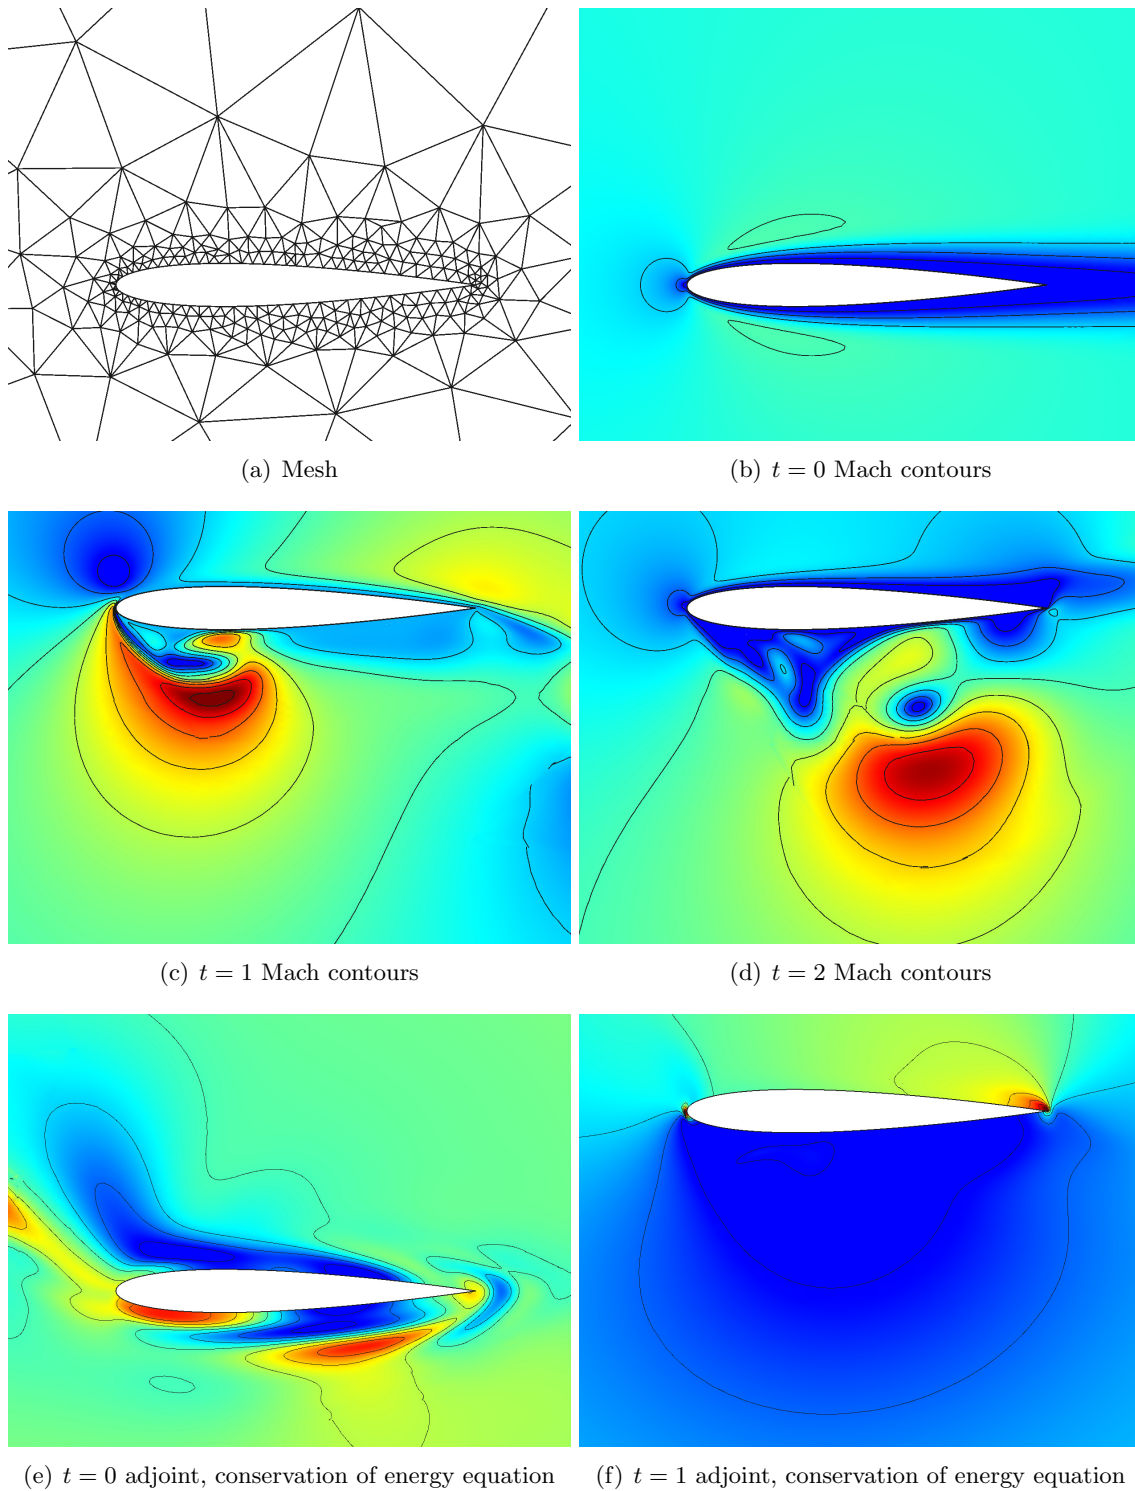 (a) Mesh
(b) t = 0 Mach contours
(c) t = 1 Mach contours
(d) t = 2 Mach contours
(e) t = 0 adjoint, conservation of energy equation
(f) t = 1 adjoint, conservation of energy equation